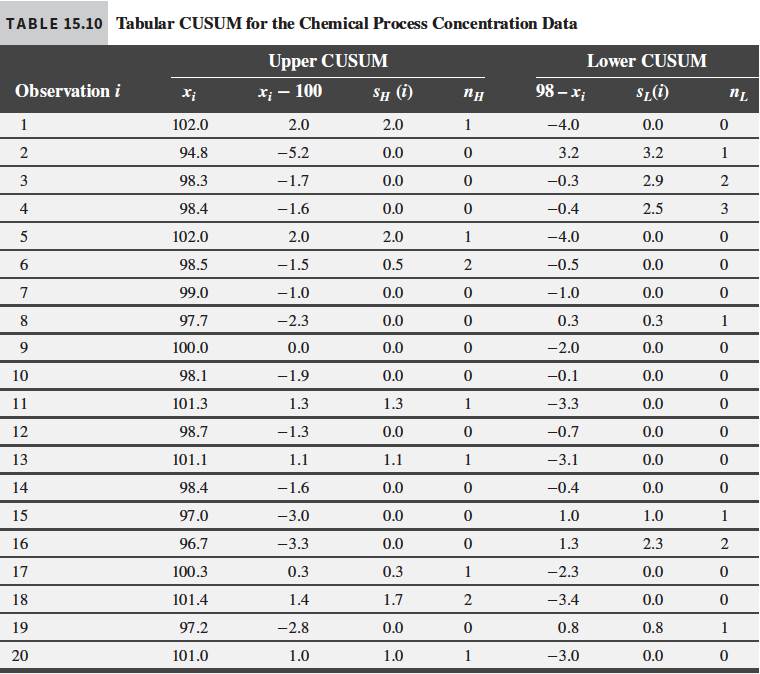 TABLE 15.10 Tabular CUSUM for the Chemical Process Concentration Data
Upper CUSUM Lower CUSUM
Observation i xi xi − 100 sH (i) nH 98 – xi sL(i) nL
1 102.0 2.0 2.0 1 −4.0 0.0 0
2 94.8 −5.2 0.0 0 3.2 3.2 1
3 98.3 −1.7 0.0 0 −0.3 2.9 2
4 98.4 −1.6 0.0 0 −0.4 2.5 3
5 102.0 2.0 2.0 1 −4.0 0.0 0
6 98.5 −1.5 0.5 2 −0.5 0.0 0
7 99.0 −1.0 0.0 0 −1.0 0.0 0
8 97.7 −2.3 0.0 0 0.3 0.3 1
9 100.0 0.0 0.0 0 −2.0 0.0 0
10 98.1 −1.9 0.0 0 −0.1 0.0 0
11 101.3 1.3 1.3 1 −3.3 0.0 0
12 98.7 −1.3 0.0 0 −0.7 0.0 0
13 101.1 1.1 1.1 1 −3.1 0.0 0
14 98.4 −1.6 0.0 0 −0.4 0.0 0
15 97.0 −3.0 0.0 0 1.0 1.0 1
16 96.7 −3.3 0.0 0 1.3 2.3 2
17 100.3 0.3 0.3 1 −2.3 0.0 0
18 101.4 1.4 1.7 2 −3.4 0.0 0
19 97.2 −2.8 0.0 0 0.8 0.8 1
20 101.0 1.0 1.0 1 −3.0 0.0 0